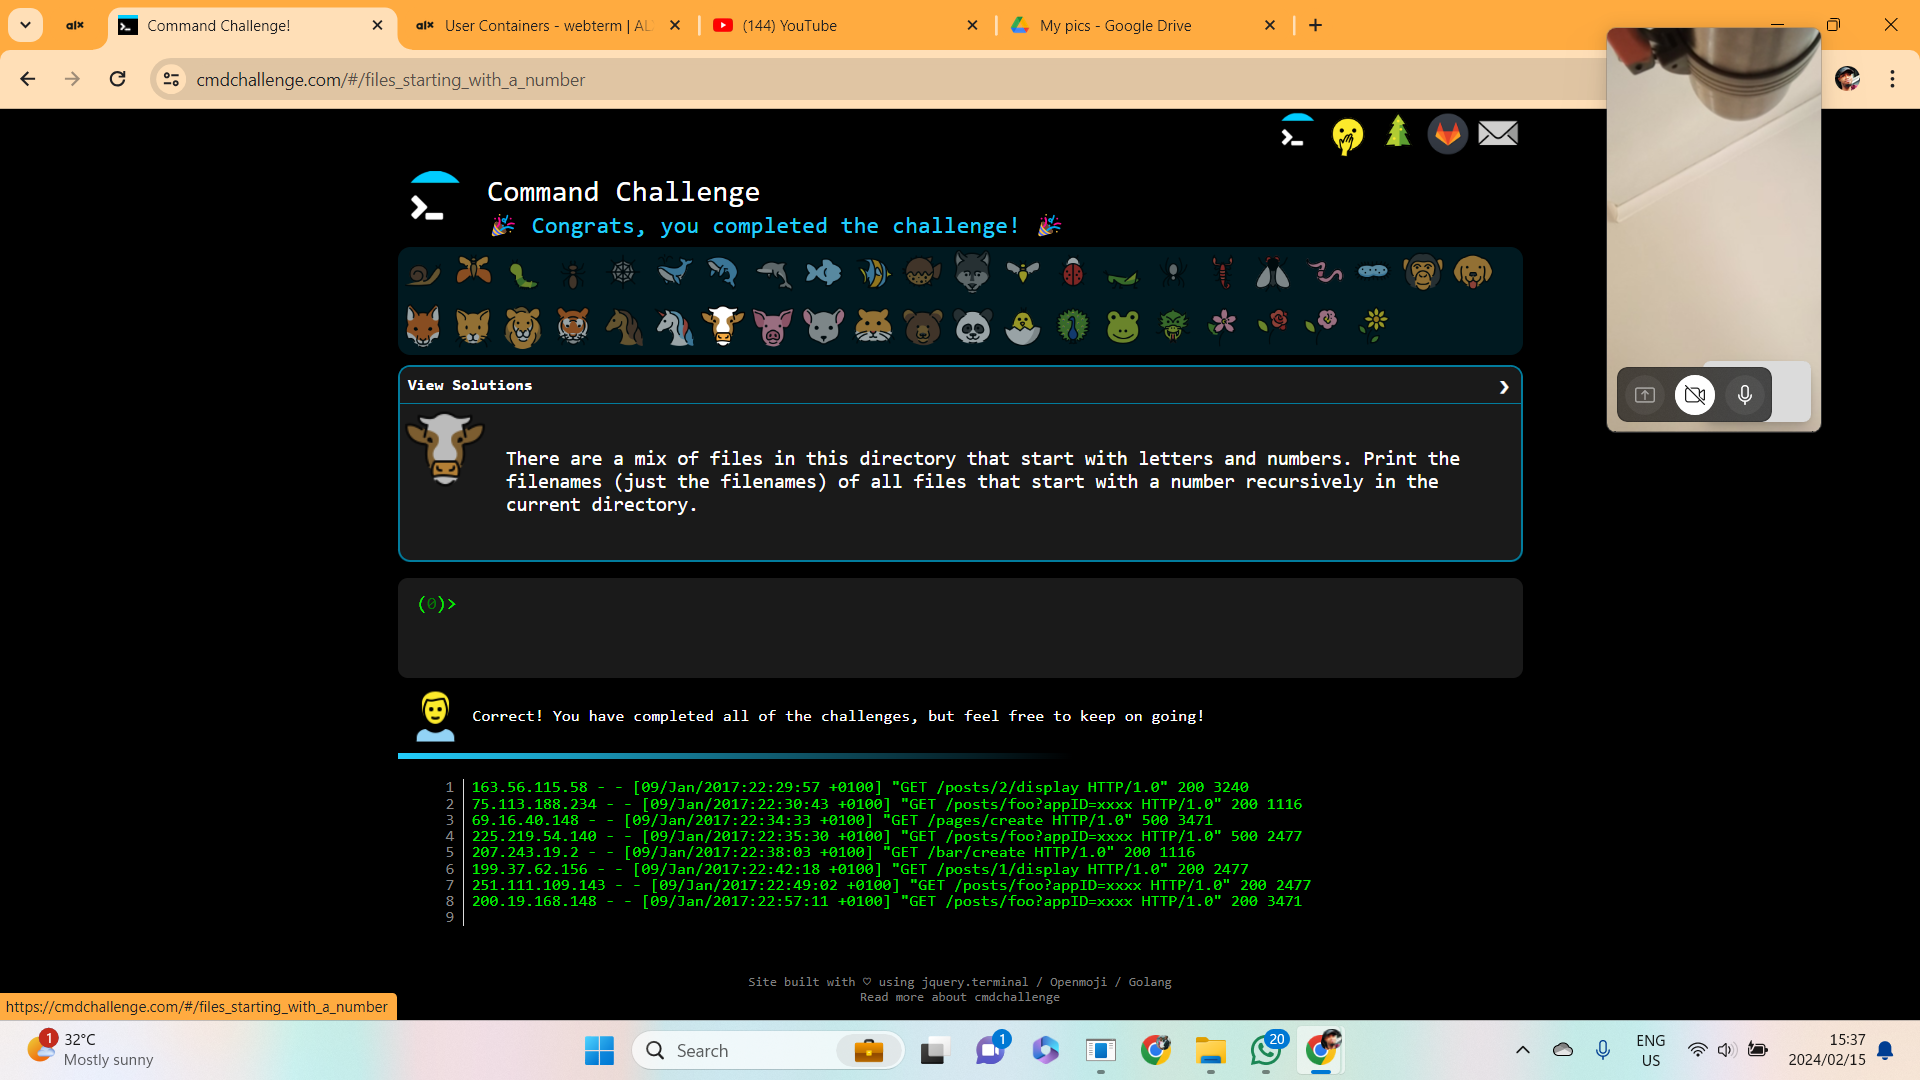 alx
Command Challenge!
alx
User Containers - webterm | AL
(144) YouTube
My pics - Google Drive
cmdchallenge.com/#/files_starting_with_a_number
Command Challenge
🎉 Congrats, you completed the challenge! 🎉
View Solutions
There are a mix of files in this directory that start with letters and numbers. Print the
filenames (just the filenames) of all files that start with a number recursively in the
current directory.
(0)>
Correct! You have completed all of the challenges, but feel free to keep on going!
1 163.56.115.58 - - [09/Jan/2017:22:29:57 +0100] "GET /posts/2/display HTTP/1.0" 200 3240
2 75.113.188.234 - - [09/Jan/2017:22:30:43 +0100] "GET /posts/foo?appID=xxxx HTTP/1.0" 200 1116
3 69.16.40.148 - - [09/Jan/2017:22:34:33 +0100] "GET /pages/create HTTP/1.0" 500 3471
4 225.219.54.140 - - [09/Jan/2017:22:35:30 +0100] "GET /posts/foo?appID=xxxx HTTP/1.0" 500 2477
5 207.243.19.2 - - [09/Jan/2017:22:38:03 +0100] "GET /bar/create HTTP/1.0" 200 1116
6 199.37.62.156 - - [09/Jan/2017:22:42:18 +0100] "GET /posts/1/display HTTP/1.0" 200 2477
7 251.111.109.143 - - [09/Jan/2017:22:49:02 +0100] "GET /posts/foo?appID=xxxx HTTP/1.0" 200 2477
8 200.19.168.148 - - [09/Jan/2017:22:57:11 +0100] "GET /posts/foo?appID=xxxx HTTP/1.0" 200 3471
9
Site built with ♡ using jquery.terminal / Openmoji / Golang
Read more about cmdchallenge
https://cmdchallenge.com/#/files_starting_with_a_number
1
32°C
Mostly sunny
Search
1
20
ENG
US
15:37
2024/02/15